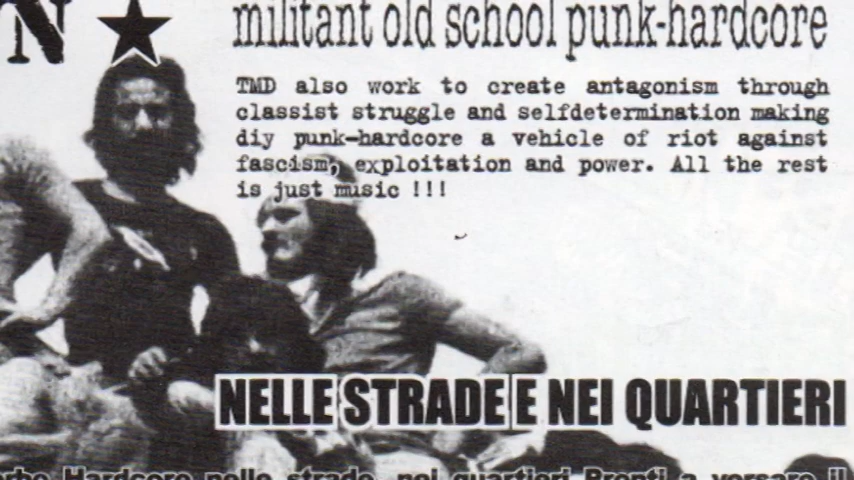 N
militant old school punk-hardcore
TMD also work to create antagonism through
classist struggle and selfdetermination making
diy punk-hardcore a vehicle of riot against
fascism, exploitation and power. All the rest
is just music !!!
NELLE STRADE E NEI QUARTIERI
Hardcore nelle strade, nei quartieri Pronti a versare il